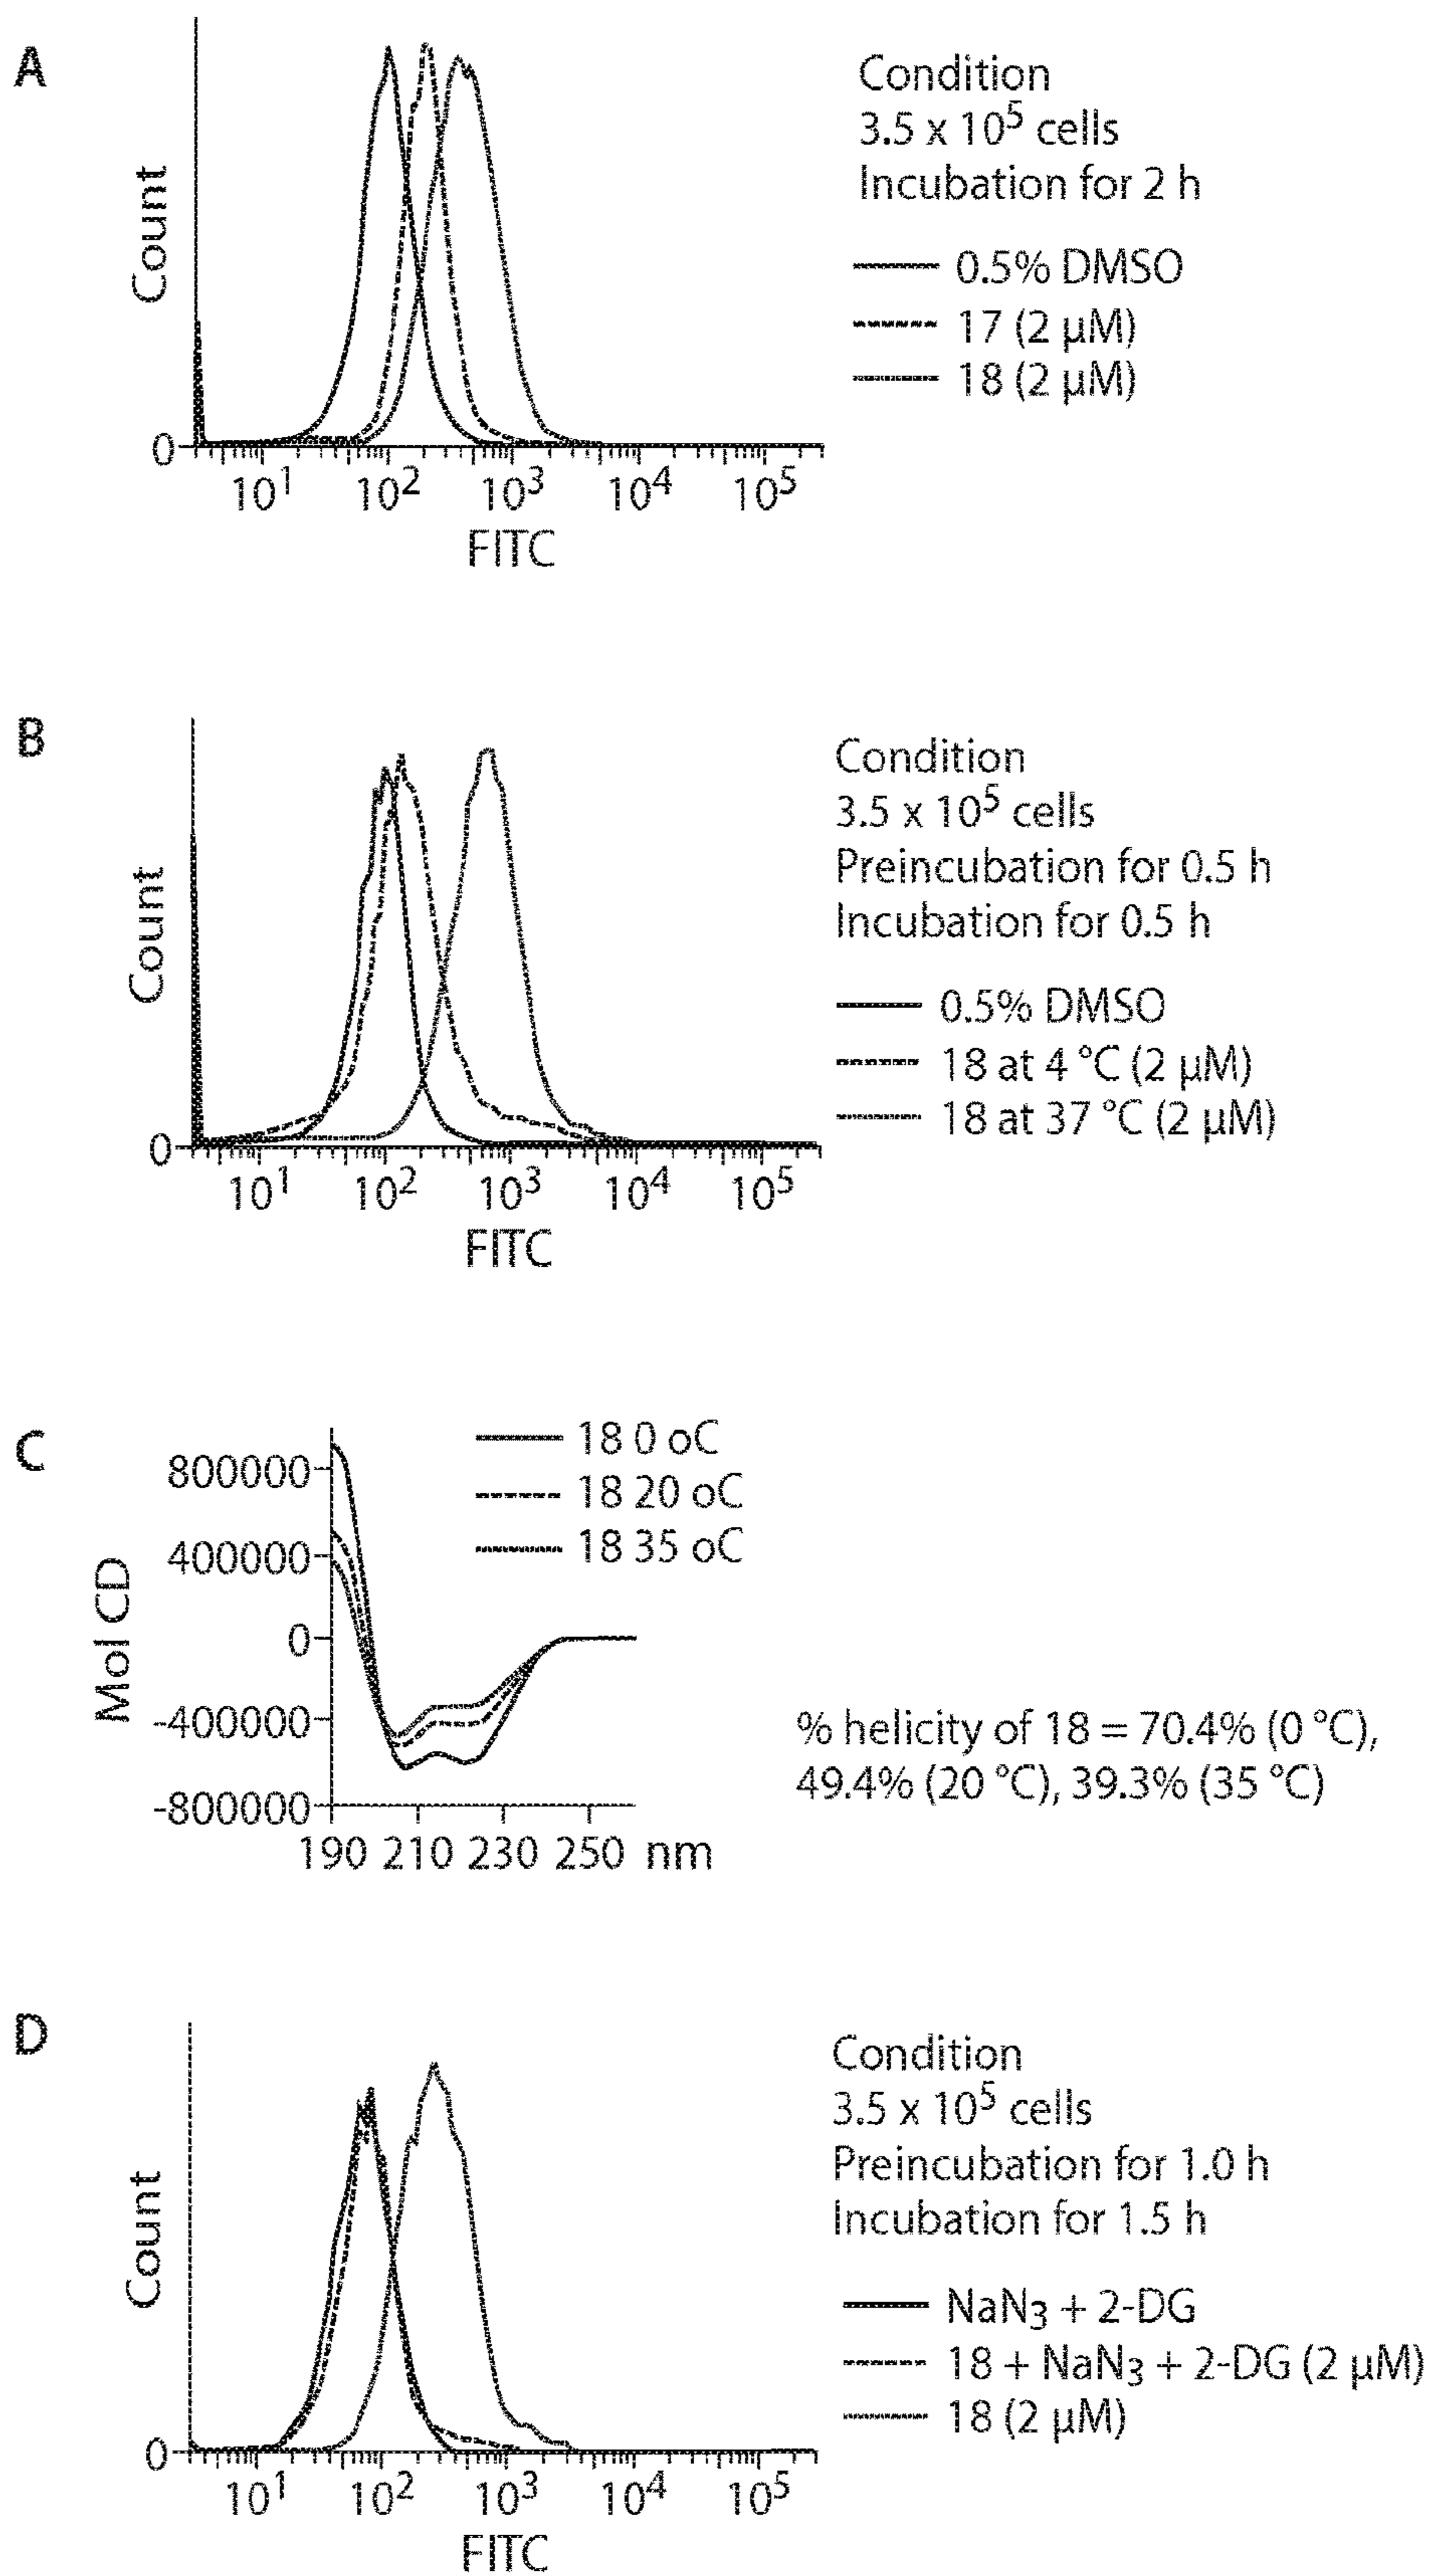 A
Count
0
10¹ 10² 10³ 10⁴ 10⁵
FITC
Condition
3.5 x 10⁵ cells
Incubation for 2 h
0.5% DMSO
17 (2 µM)
18 (2 µM)
B
Count
0
10¹ 10² 10³ 10⁴ 10⁵
FITC
Condition
3.5 x 10⁵ cells
Preincubation for 0.5 h
Incubation for 0.5 h
0.5% DMSO
18 at 4 °C (2 µM)
18 at 37 °C (2 µM)
C
Mol CD
800000
400000
0
-400000
-800000
190 210 230 250 nm
18 0 oC
18 20 oC
18 35 oC
% helicity of 18 = 70.4% (0 °C),
49.4% (20 °C), 39.3% (35 °C)
D
Count
0
10¹ 10² 10³ 10⁴ 10⁵
FITC
Condition
3.5 x 10⁵ cells
Preincubation for 1.0 h
Incubation for 1.5 h
NaN₃ + 2-DG
18 + NaN₃ + 2-DG (2 µM)
18 (2 µM)